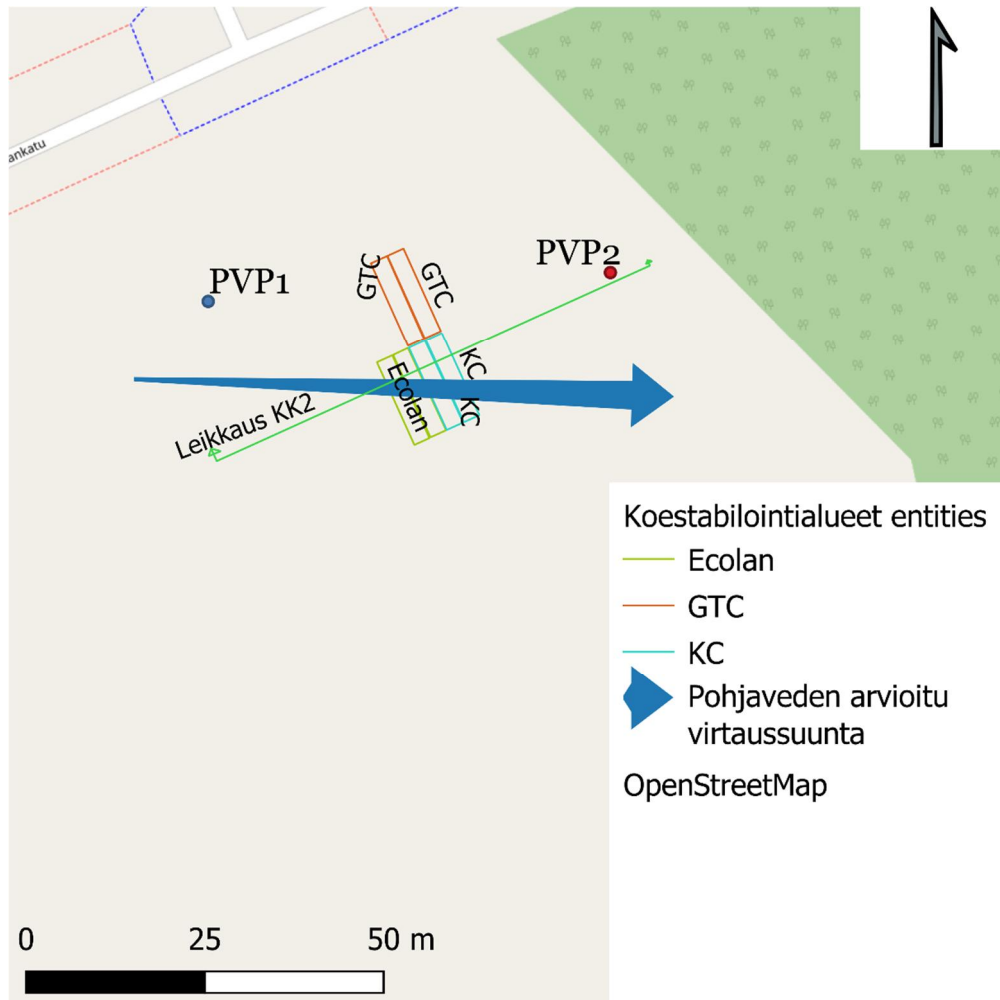 ankatu
PVP1
GTC
GTC
PVP2
Leikkaus KK2
Ecolan
KC
KC
Koestabilointialueet entities
Ecolan
GTC
KC
Pohjaveden arvioitu
virtaussuunta
OpenStreetMap
0 25 50 m